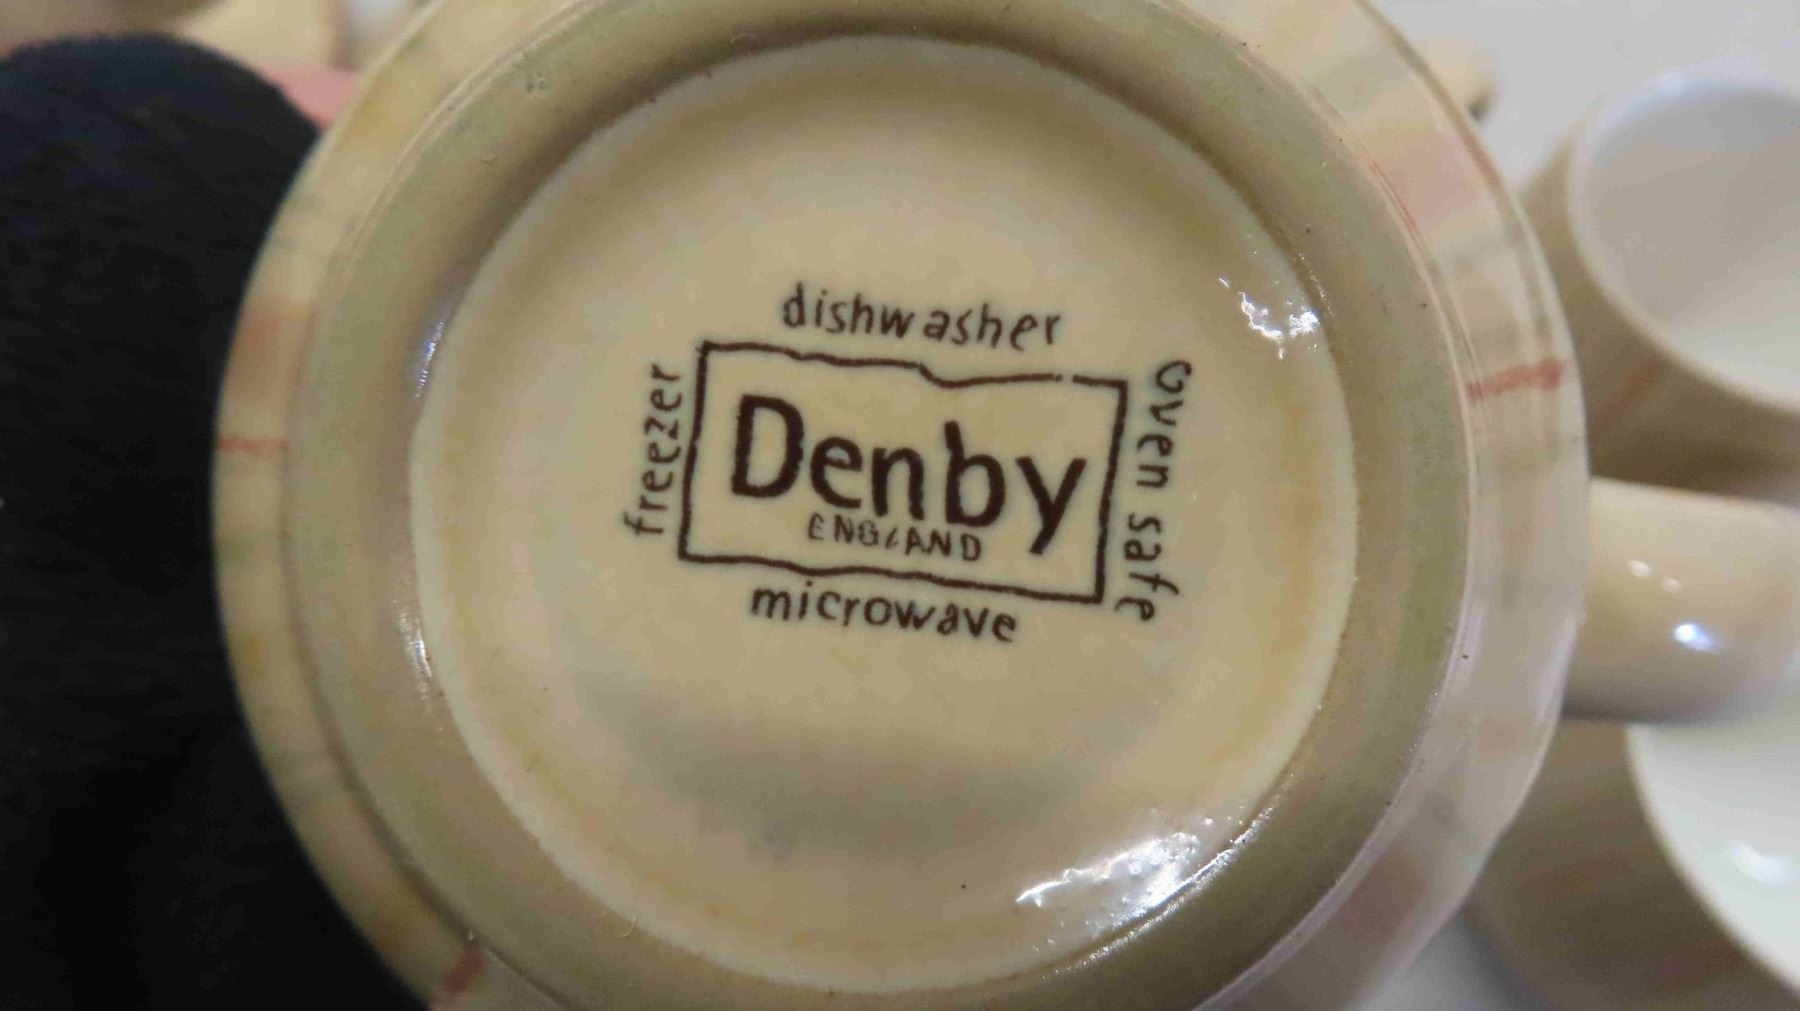 dishwasher
freezer
Denby
ENGLAND
oven safe
microwave